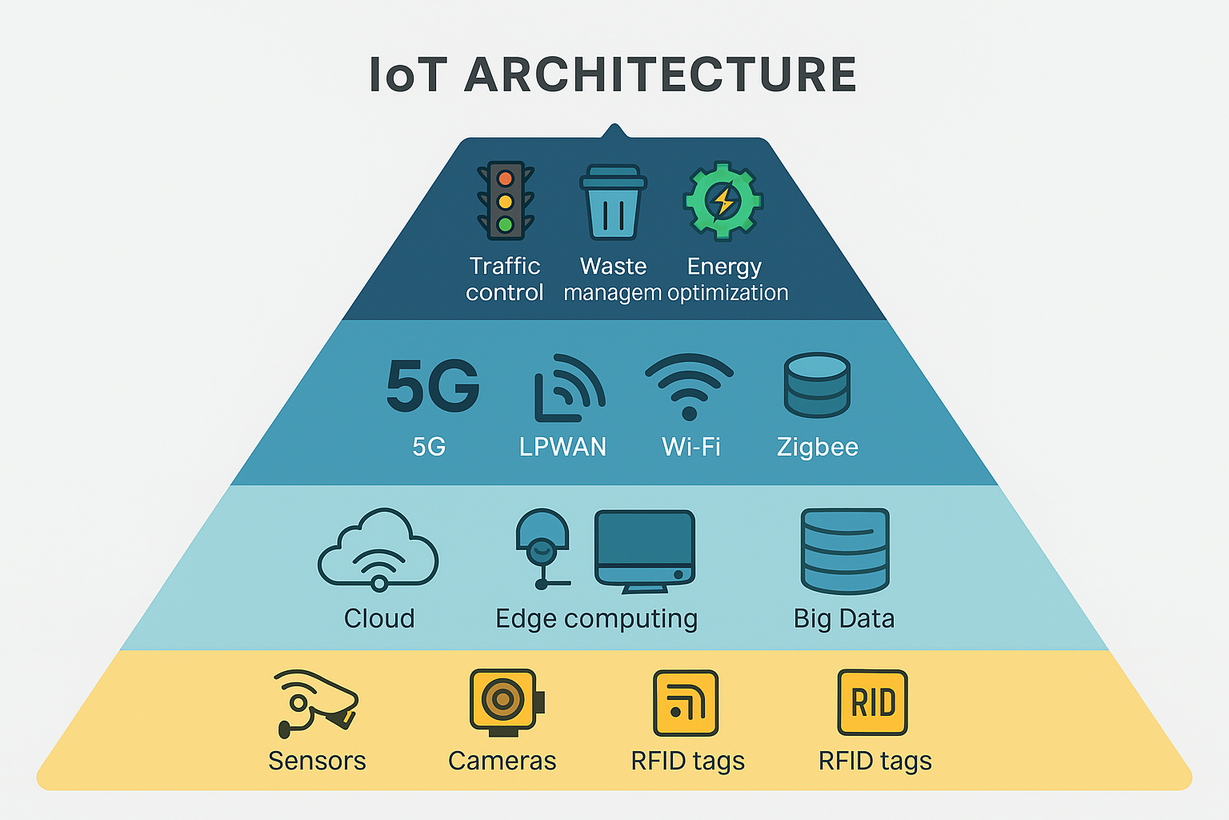 IoT ARCHITECTURE
Traffic control
Waste managem
Energy optimization
5G
5G
LPWAN
Wi-Fi
Zigbee
Cloud
Edge computing
Big Data
RID
Sensors
Cameras
RFID tags
RFID tags